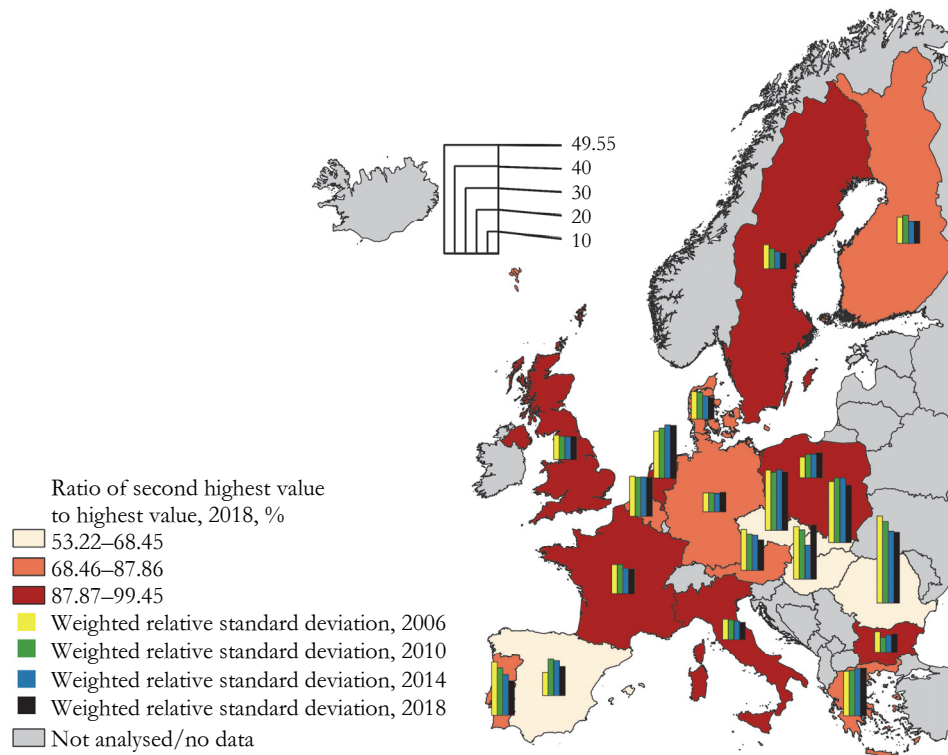 49.55
40
30
20
10
Ratio of second highest value
to highest value, 2018, %
53.22–68.45
68.46–87.86
87.87–99.45
Weighted relative standard deviation, 2006
Weighted relative standard deviation, 2010
Weighted relative standard deviation, 2014
Weighted relative standard deviation, 2018
Not analysed/no data